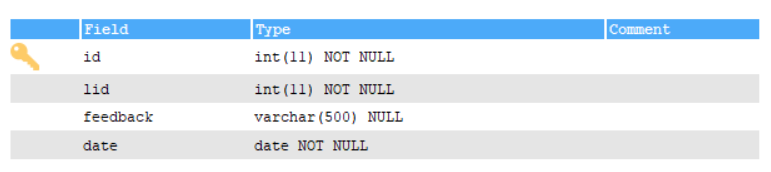 Field Type Comment
id int(11) NOT NULL
lid int(11) NOT NULL
feedback varchar(500) NULL
date date NOT NULL